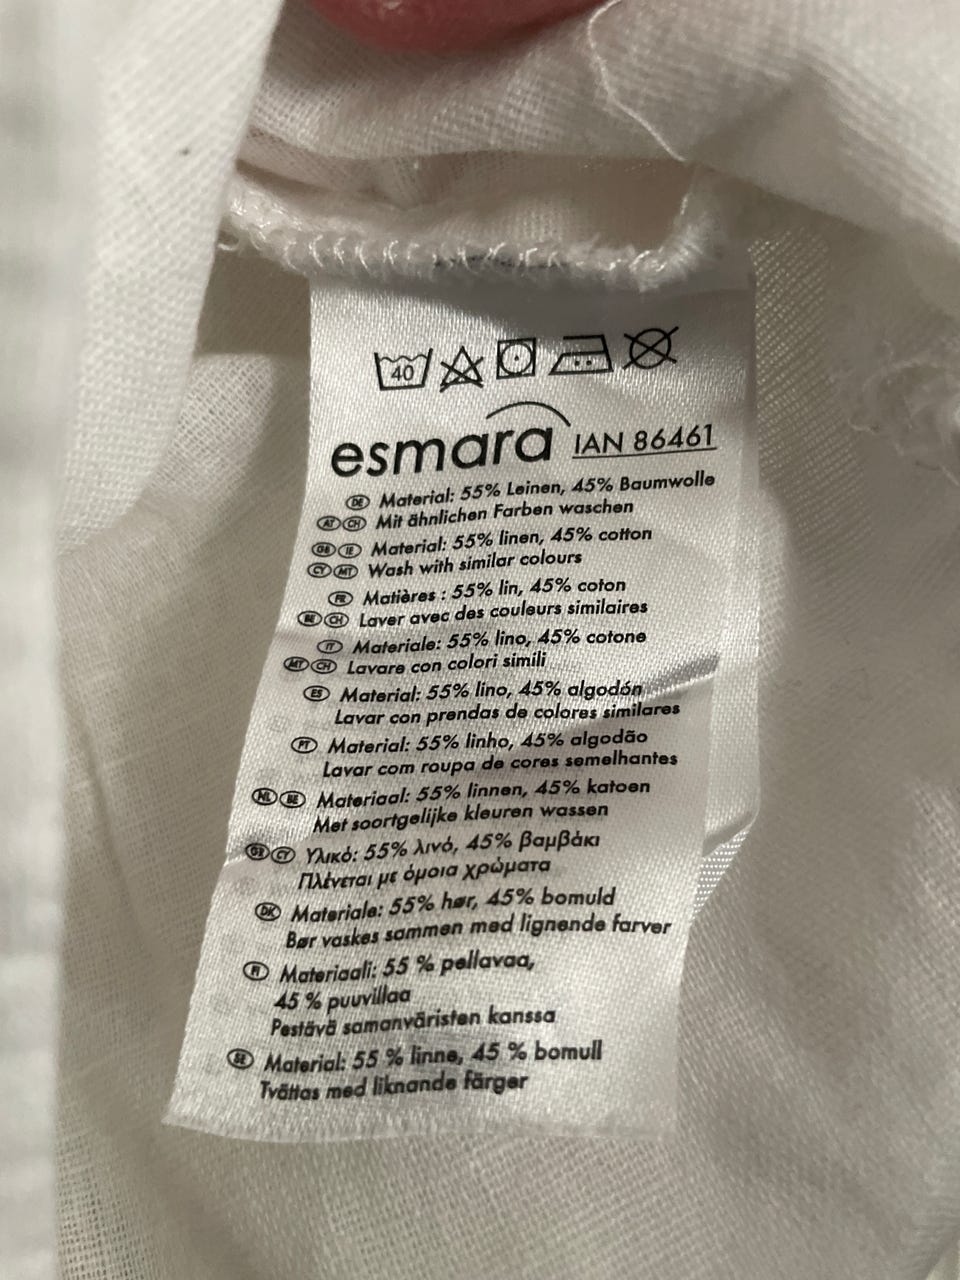 40
esmara IAN 86461
DE Material: 55% Leinen, 45% Baumwolle
AT CH Mit ähnlichen Farben waschen
GB IE Material: 55% linen, 45% cotton
CY MT Wash with similar colours
FR Matières : 55% lin, 45% coton
BE CH Laver avec des couleurs similaires
IT Materiale: 55% lino, 45% cotone
MT CH Lavare con colori simili
ES Material: 55% lino, 45% algodón
Lavar con prendas de colores similares
PT Material: 55% linho, 45% algodão
Lavar com roupa de cores semelhantes
NL BE Materiaal: 55% linnen, 45% katoen
Met soortgelijke kleuren wassen
GR CY Υλικό: 55% λινό, 45% βαμβάκι
Πλένεται με όμοια χρώματα
DK Materiale: 55% hør, 45% bomuld
Bør vaskes sammen med lignende farver
FI Materiaali: 55 % pellavaa,
45 % puuvillaa
Pestävä samanväristen kanssa
SE Material: 55 % linne, 45 % bomull
Tvättas med liknande färger